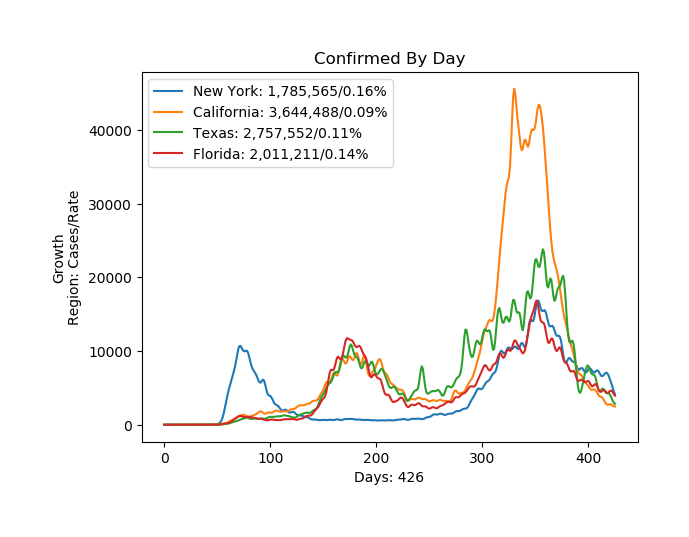 Confirmed By Day
New York: 1,785,565/0.16%
California: 3,644,488/0.09%
Texas: 2,757,552/0.11%
Florida: 2,011,211/0.14%
Growth
Region: Cases/Rate
40000
30000
20000
10000
0
0 100 200 300 400
Days: 426